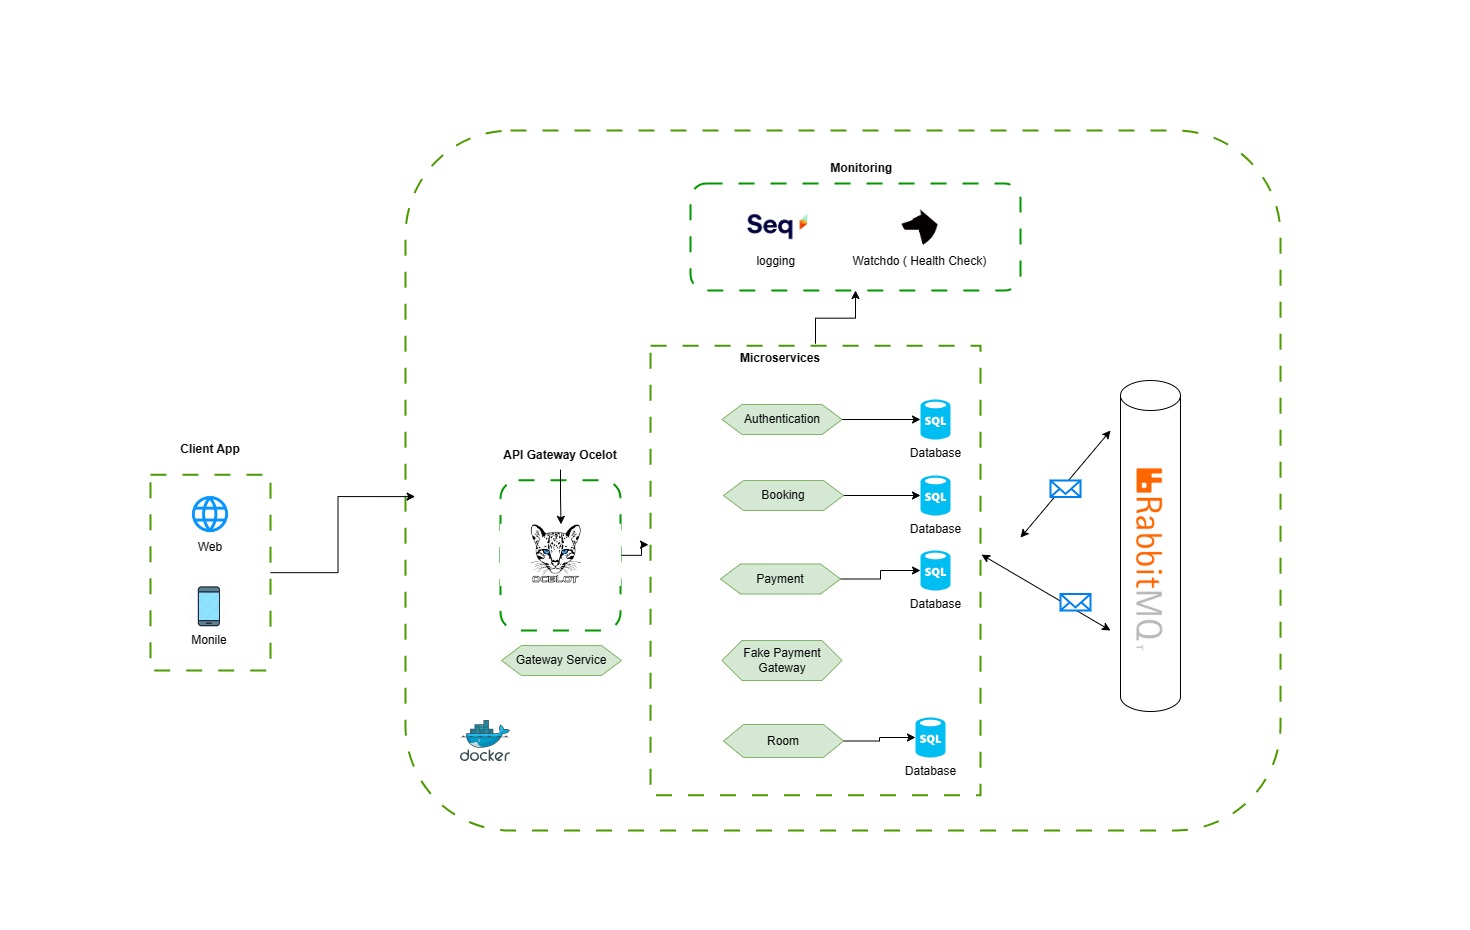 Monitoring
Seq
logging
Watchdo ( Health Check)
Microservices
Authentication
SQL
Database
Client App
Web
Monile
API Gateway Ocelot
OCELOT
Gateway Service
docker
Booking
SQL
Database
Payment
SQL
Database
Fake Payment
Gateway
Room
SQL
Database
RabbitMQ
T